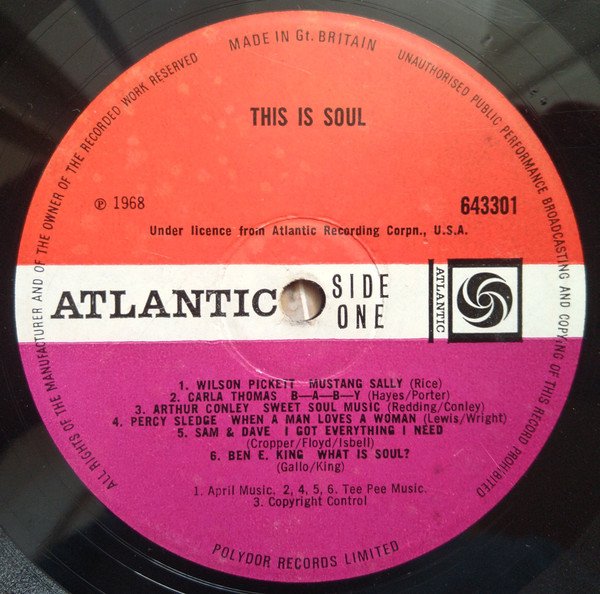 MADE IN Gt. BRITAIN
UNAUTHORISED PUBLIC PERFORMANCE BROADCASTING AND COPYING OF THIS RECORD PROHIBITED
ALL RIGHTS OF THE MANUFACTURER AND OF THE OWNER OF THE RECORDED WORK RESERVED
THIS IS SOUL
℗ 1968
643301
Under licence from Atlantic Recording Corpn., U.S.A.
ATLANTIC
SIDE
ONE
ATLANTIC
1. WILSON PICKETT MUSTANG SALLY (Rice)
2. CARLA THOMAS B—A—B—Y (Hayes/Porter)
3. ARTHUR CONLEY SWEET SOUL MUSIC (Redding/Conley)
4. PERCY SLEDGE WHEN A MAN LOVES A WOMAN (Lewis/Wright)
5. SAM & DAVE I GOT EVERYTHING I NEED
(Cropper/Floyd/Isbell)
6. BEN E. KING WHAT IS SOUL?
(Gallo/King)
1. April Music. 2, 4, 5, 6. Tee Pee Music.
3. Copyright Control
POLYDOR RECORDS LIMITED